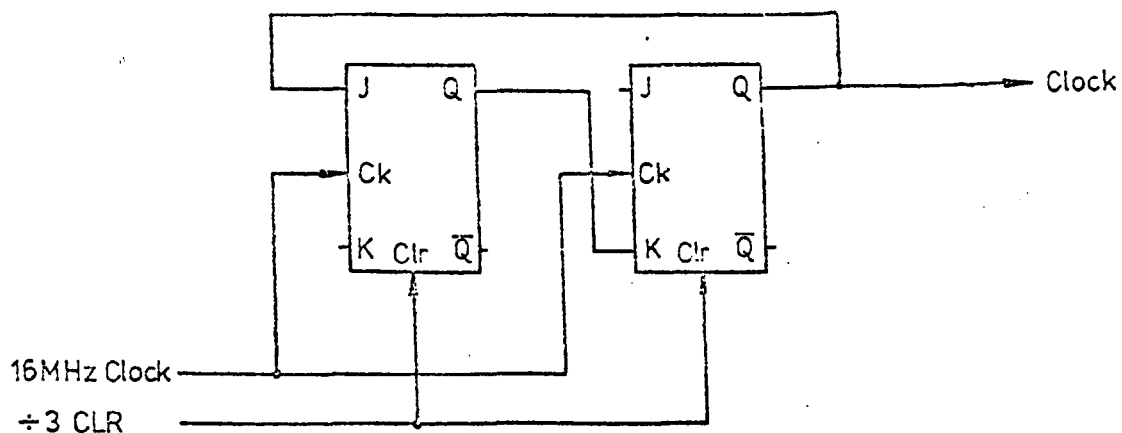 J Q J Q Clock
Ck Ck
K Clr Q̅ K Clr Q̅
16MHz Clock
÷3 CLR